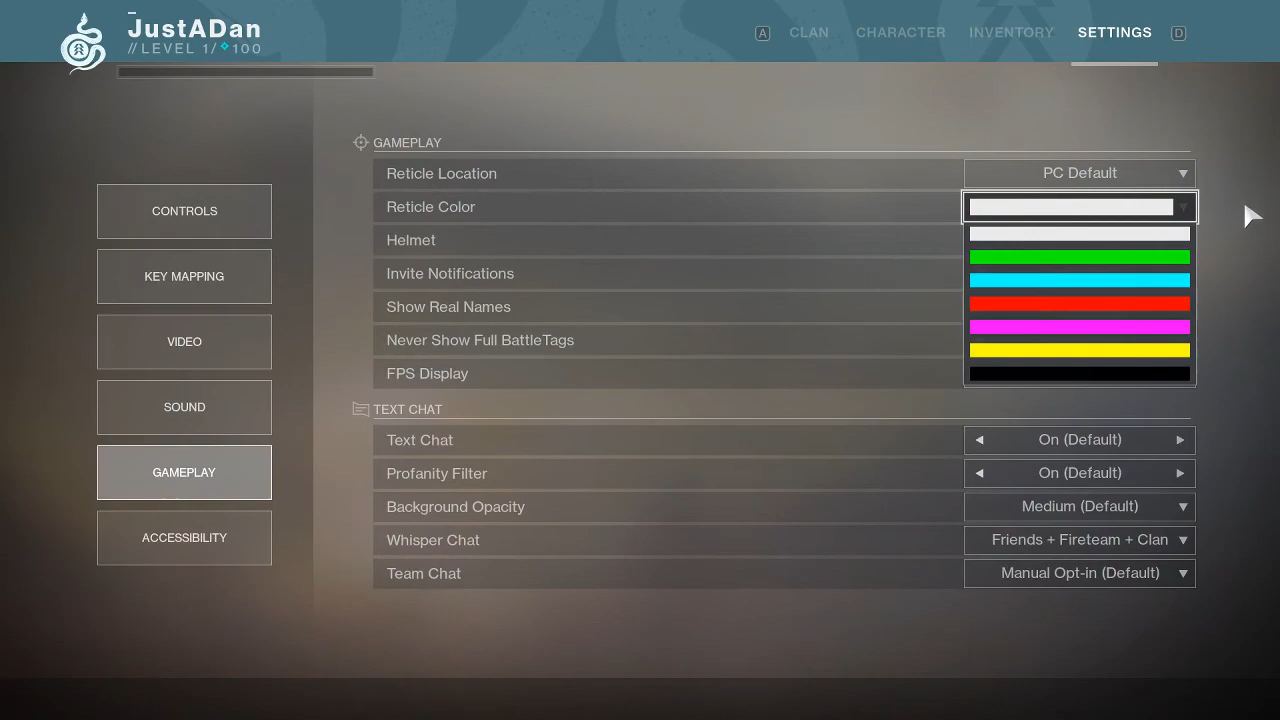 JustADan
// LEVEL 1/ 100
A CLAN CHARACTER INVENTORY SETTINGS D
CONTROLS
KEY MAPPING
VIDEO
SOUND
GAMEPLAY
ACCESSIBILITY
GAMEPLAY
Reticle Location PC Default
Reticle Color
Helmet
Invite Notifications
Show Real Names
Never Show Full BattleTags
FPS Display
TEXT CHAT
Text Chat On (Default)
Profanity Filter On (Default)
Background Opacity Medium (Default)
Whisper Chat Friends + Fireteam + Clan
Team Chat Manual Opt-in (Default)